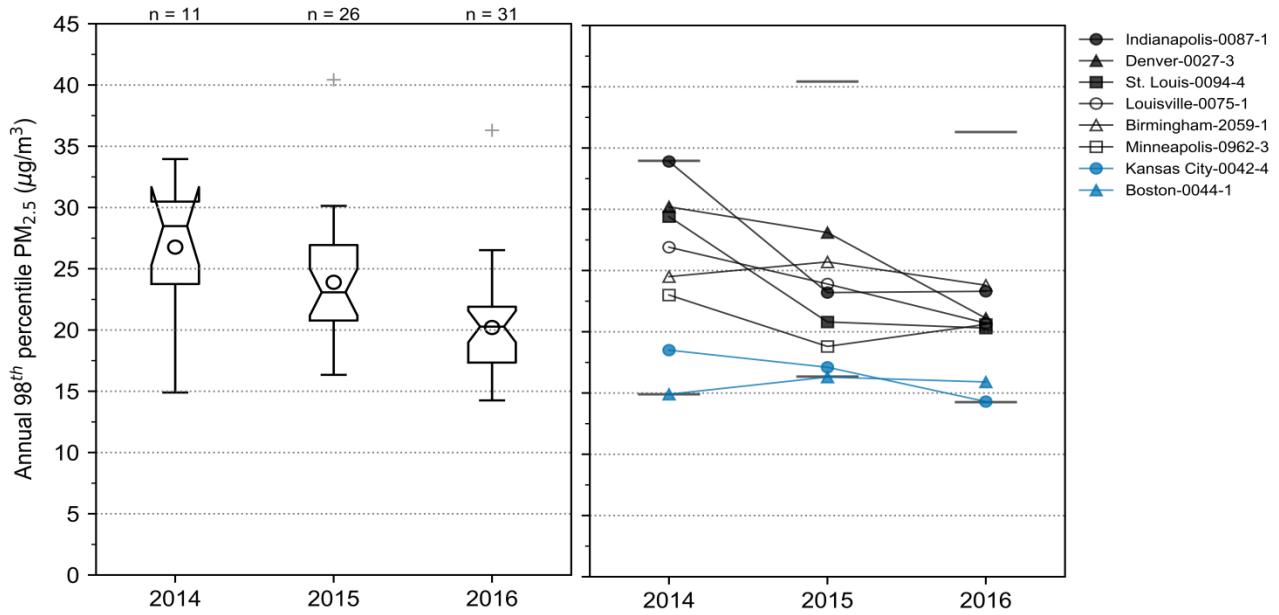 n = 11 n = 26 n = 31
Annual 98th percentile PM2.5 (µg/m3)
45
40
35
30
25
20
15
10
5
0
2014 2015 2016
2014 2015 2016
Indianapolis-0087-1
Denver-0027-3
St. Louis-0094-4
Louisville-0075-1
Birmingham-2059-1
Minneapolis-0962-3
Kansas City-0042-4
Boston-0044-1